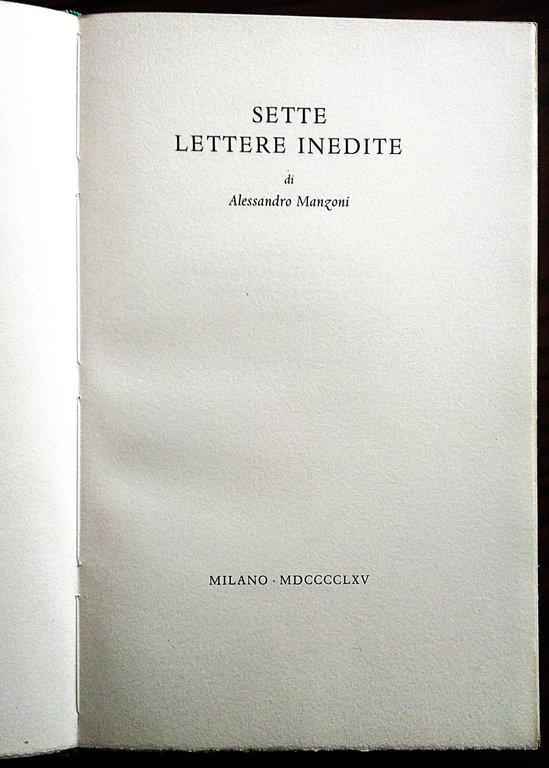 SETTE
LETTERE INEDITE
di
Alessandro Manzoni
MILANO · MDCCCCLXV